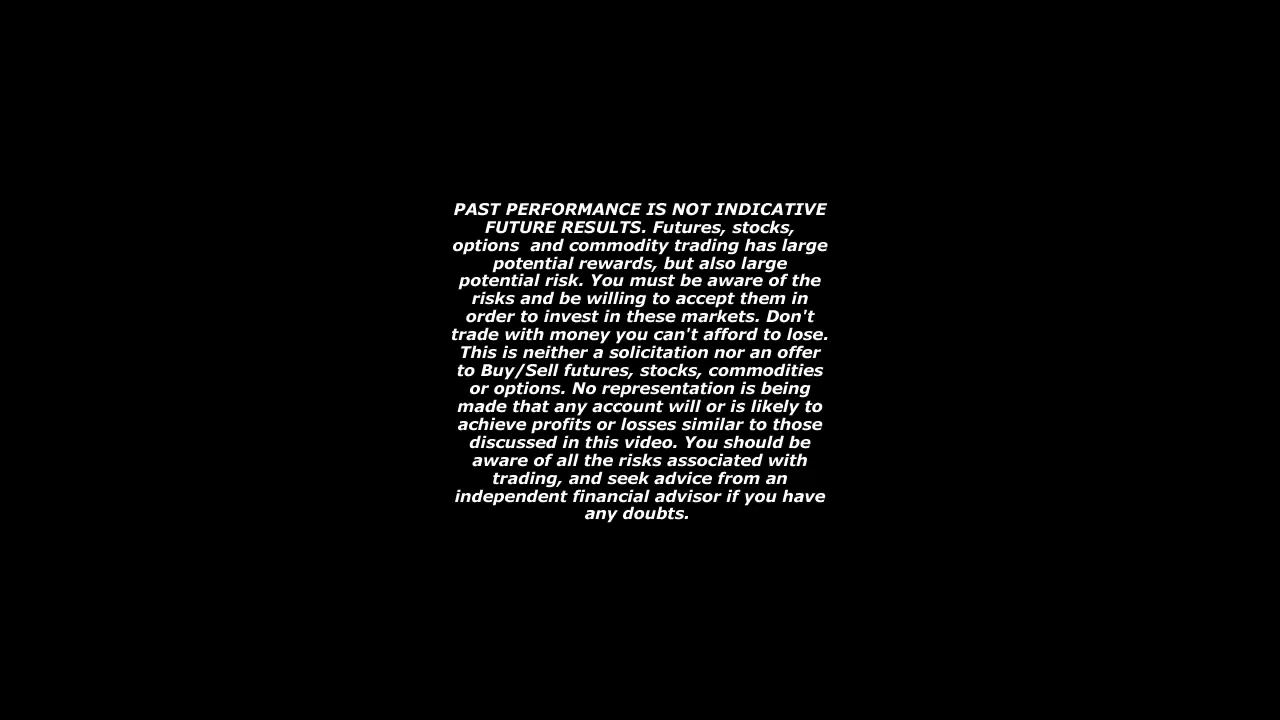 PAST PERFORMANCE IS NOT INDICATIVE
FUTURE RESULTS. Futures, stocks,
options  and commodity trading has large
potential rewards, but also large
potential risk. You must be aware of the
risks and be willing to accept them in
order to invest in these markets. Don't
trade with money you can't afford to lose.
This is neither a solicitation nor an offer
to Buy/Sell futures, stocks, commodities
or options. No representation is being
made that any account will or is likely to
achieve profits or losses similar to those
discussed in this video. You should be
aware of all the risks associated with
trading, and seek advice from an
independent financial advisor if you have
any doubts.